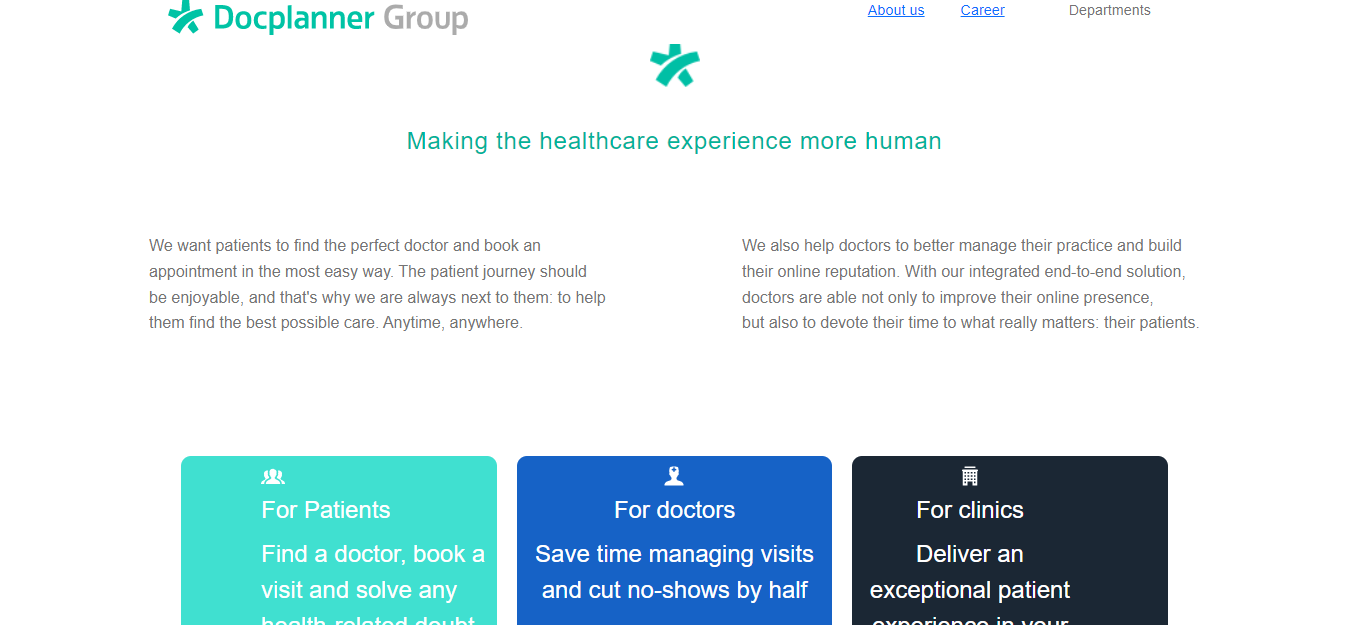 Docplanner Group
About us
Career
Departments
Making the healthcare experience more human
We want patients to find the perfect doctor and book an
appointment in the most easy way. The patient journey should
be enjoyable, and that's why we are always next to them: to help
them find the best possible care. Anytime, anywhere.
We also help doctors to better manage their practice and build
their online reputation. With our integrated end-to-end solution,
doctors are able not only to improve their online presence,
but also to devote their time to what really matters: their patients.
For Patients
Find a doctor, book a
visit and solve any
health-related doubt
For doctors
Save time managing visits
and cut no-shows by half
For clinics
Deliver an
exceptional patient
experience in your